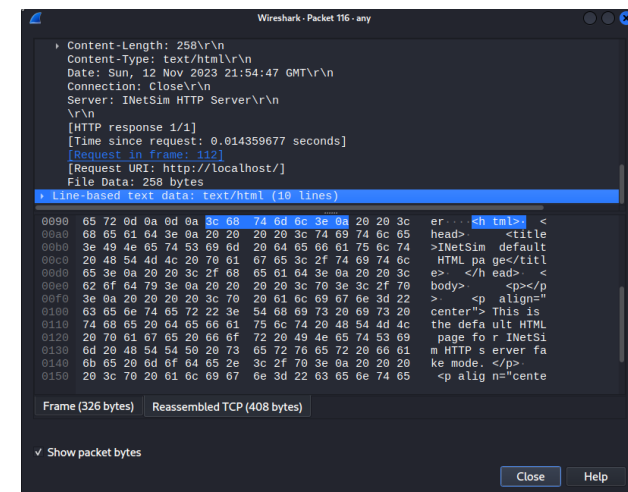 Wireshark · Packet 116 · any
Content-Length: 258\r\n
Content-Type: text/html\r\n
Date: Sun, 12 Nov 2023 21:54:47 GMT\r\n
Connection: Close\r\n
Server: INetSim HTTP Server\r\n
\r\n
[HTTP response 1/1]
[Time since request: 0.014359677 seconds]
[Request in frame: 112]
[Request URI: http://localhost/]
File Data: 258 bytes
Line-based text data: text/html (10 lines)
0090 65 72 0d 0a 0d 0a 3c 68 74 6d 6c 3e 0a 20 20 3c er····<h tml>·  <
00a0 68 65 61 64 3e 0a 20 20 20 20 3c 74 69 74 6c 65 head>·      <title
00b0 3e 49 4e 65 74 53 69 6d 20 64 65 66 61 75 6c 74 >INetSim  default
00c0 20 48 54 4d 4c 20 70 61 67 65 3c 2f 74 69 74 6c  HTML pa ge</titl
00d0 65 3e 0a 20 20 3c 2f 68 65 61 64 3e 0a 20 20 3c e>·  </h ead>·  <
00e0 62 6f 64 79 3e 0a 20 20 20 20 3c 70 3e 3c 2f 70 body>·     <p></p
00f0 3e 0a 20 20 20 20 3c 70 20 61 6c 69 67 6e 3d 22 >·    <p  align="
0100 63 65 6e 74 65 72 22 3e 54 68 69 73 20 69 73 20 center"> This is
0110 74 68 65 20 64 65 66 61 75 6c 74 20 48 54 4d 4c the defa ult HTML
0120 20 70 61 67 65 20 66 6f 72 20 49 4e 65 74 53 69  page fo r INetSi
0130 6d 20 48 54 54 50 20 73 65 72 76 65 72 20 66 61 m HTTP s erver fa
0140 6b 65 20 6d 6f 64 65 2e 3c 2f 70 3e 0a 20 20 20 ke mode. </p>·
0150 20 3c 70 20 61 6c 69 67 6e 3d 22 63 65 6e 74 65  <p alig n="cente
Frame (326 bytes) Reassembled TCP (408 bytes)
Show packet bytes
Close Help